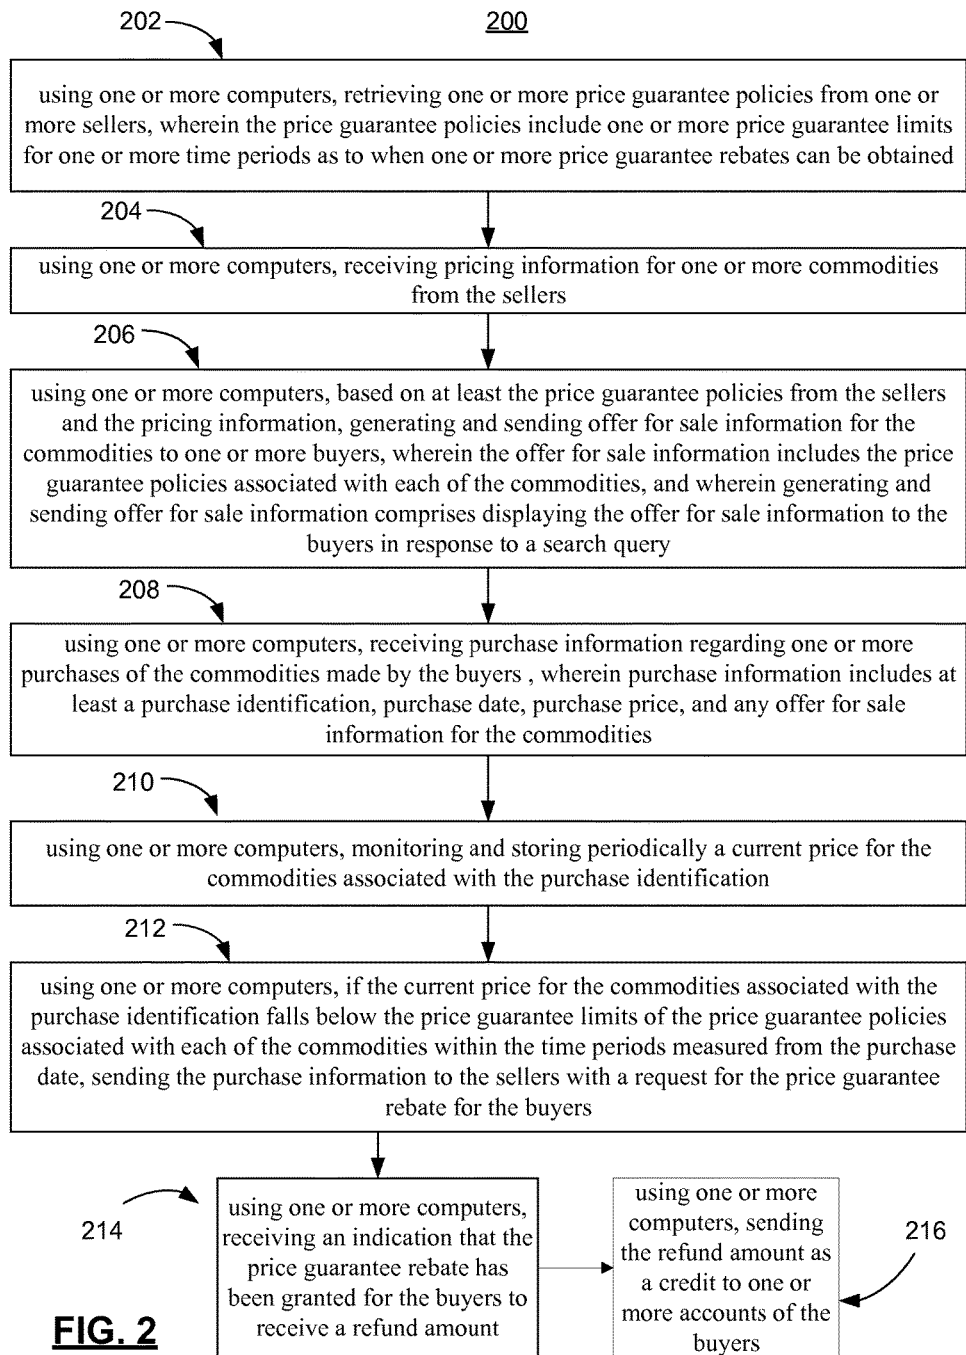 202
200
using one or more computers, retrieving one or more price guarantee policies from one or
more sellers, wherein the price guarantee policies include one or more price guarantee limits
for one or more time periods as to when one or more price guarantee rebates can be obtained
204
using one or more computers, receiving pricing information for one or more commodities
from the sellers
206
using one or more computers, based on at least the price guarantee policies from the sellers
and the pricing information, generating and sending offer for sale information for the
commodities to one or more buyers, wherein the offer for sale information includes the price
guarantee policies associated with each of the commodities, and wherein generating and
sending offer for sale information comprises displaying the offer for sale information to the
buyers in response to a search query
208
using one or more computers, receiving purchase information regarding one or more
purchases of the commodities made by the buyers , wherein purchase information includes at
least a purchase identification, purchase date, purchase price, and any offer for sale
information for the commodities
210
using one or more computers, monitoring and storing periodically a current price for the
commodities associated with the purchase identification
212
using one or more computers, if the current price for the commodities associated with the
purchase identification falls below the price guarantee limits of the price guarantee policies
associated with each of the commodities within the time periods measured from the purchase
date, sending the purchase information to the sellers with a request for the price guarantee
rebate for the buyers
214
using one or more computers,
receiving an indication that the
price guarantee rebate has
been granted for the buyers to
receive a refund amount
using one or more
computers, sending
the refund amount as
a credit to one or
more accounts of the
buyers
216
FIG. 2